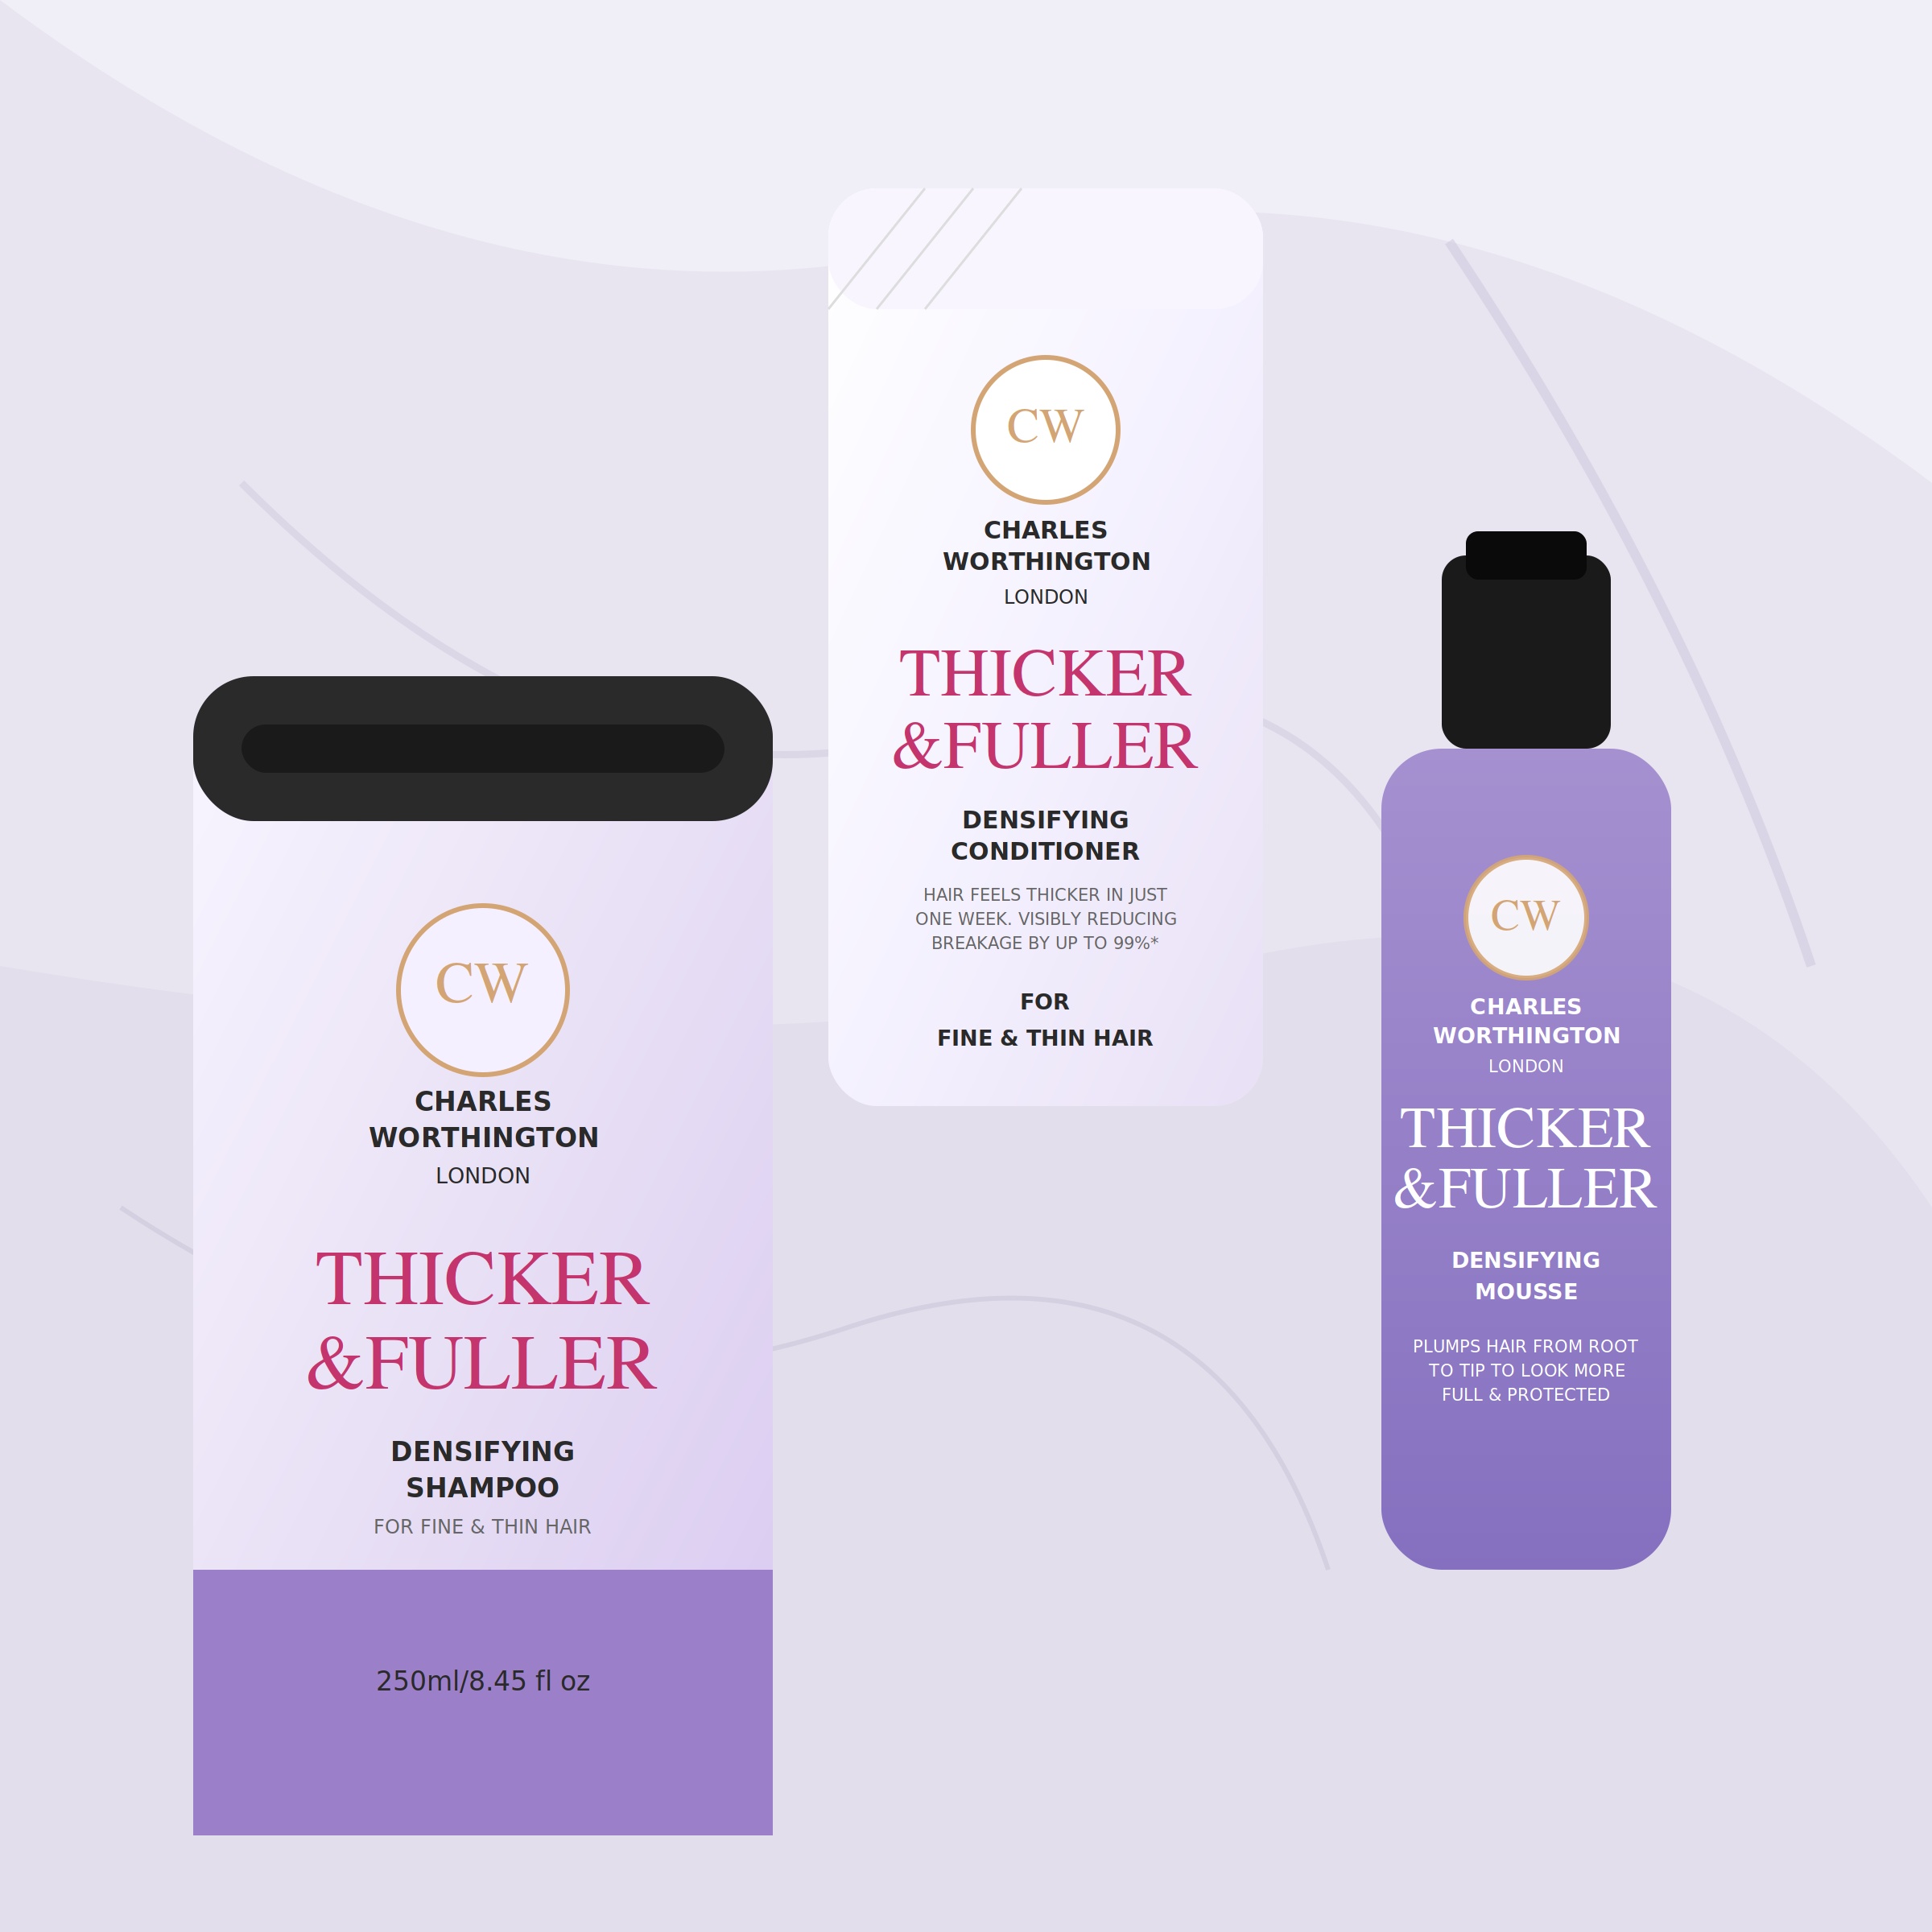 CW
CHARLES
WORTHINGTON
LONDON
THICKER
&FULLER
DENSIFYING
SHAMPOO
FOR FINE & THIN HAIR
250ml/8.45 fl oz
CW
CHARLES
WORTHINGTON
LONDON
THICKER
&FULLER
DENSIFYING
CONDITIONER
HAIR FEELS THICKER IN JUST
ONE WEEK. VISIBLY REDUCING
BREAKAGE BY UP TO 99%*
FOR
FINE & THIN HAIR
CW
CHARLES
WORTHINGTON
LONDON
THICKER
&FULLER
DENSIFYING
MOUSSE
PLUMPS HAIR FROM ROOT
TO TIP TO LOOK MORE
FULL & PROTECTED